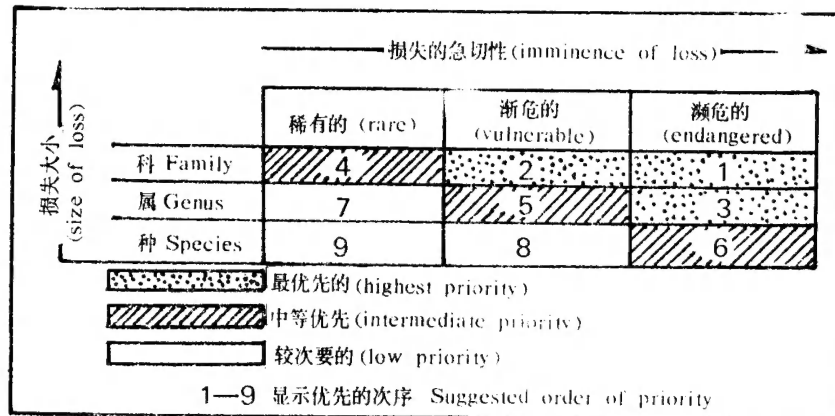 损失的急切性(imminence of loss)
损失大小
(size of loss)
稀有的 (rare)
渐危的
(vulnerable)
濒危的
(endangered)
科 Family 4 2 1
属 Genus 7 5 3
种 Species 9 8 6
最优先的 (highest priority)
中等优先 (intermediate priority)
较次要的 (low priority)
1—9 显示优先的次序 Suggested order of priority